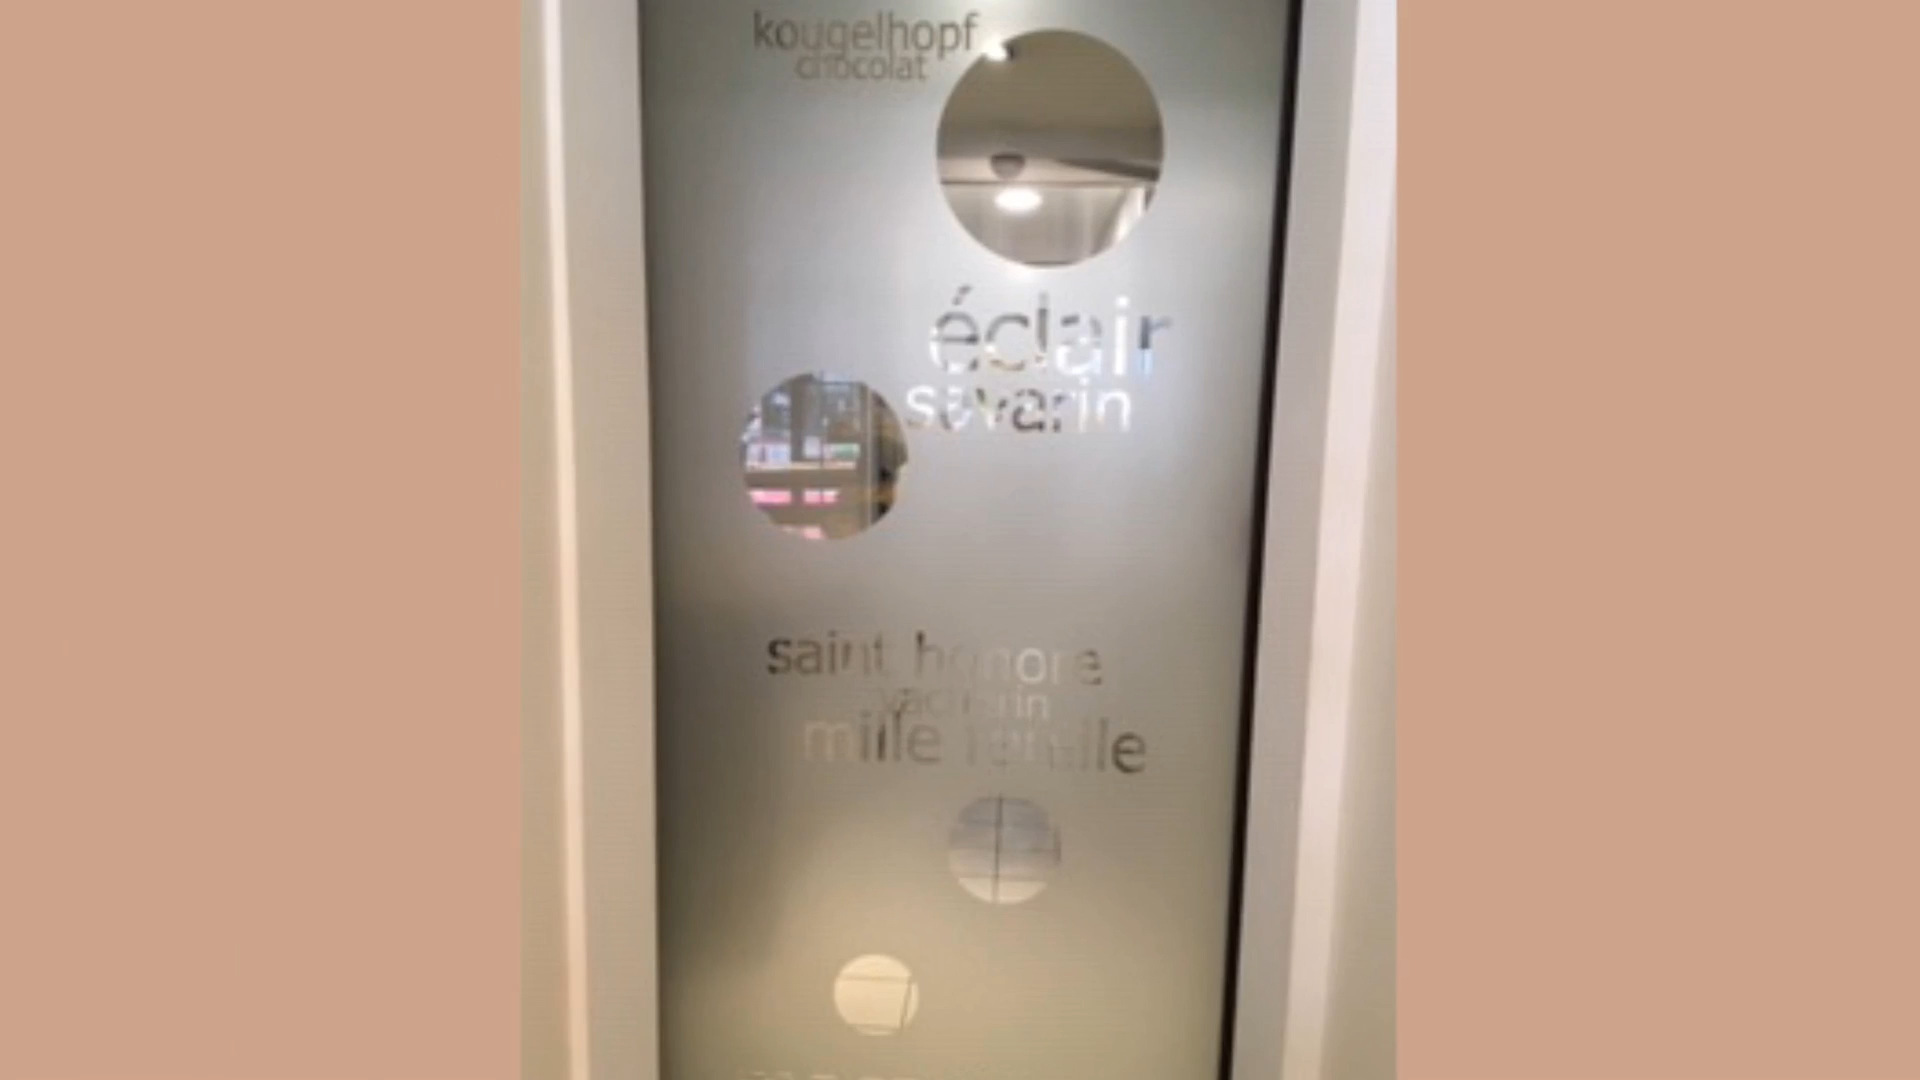 kougelhopf
chocolat
éclair
savarin
saint honore
vacherin
mille feuille